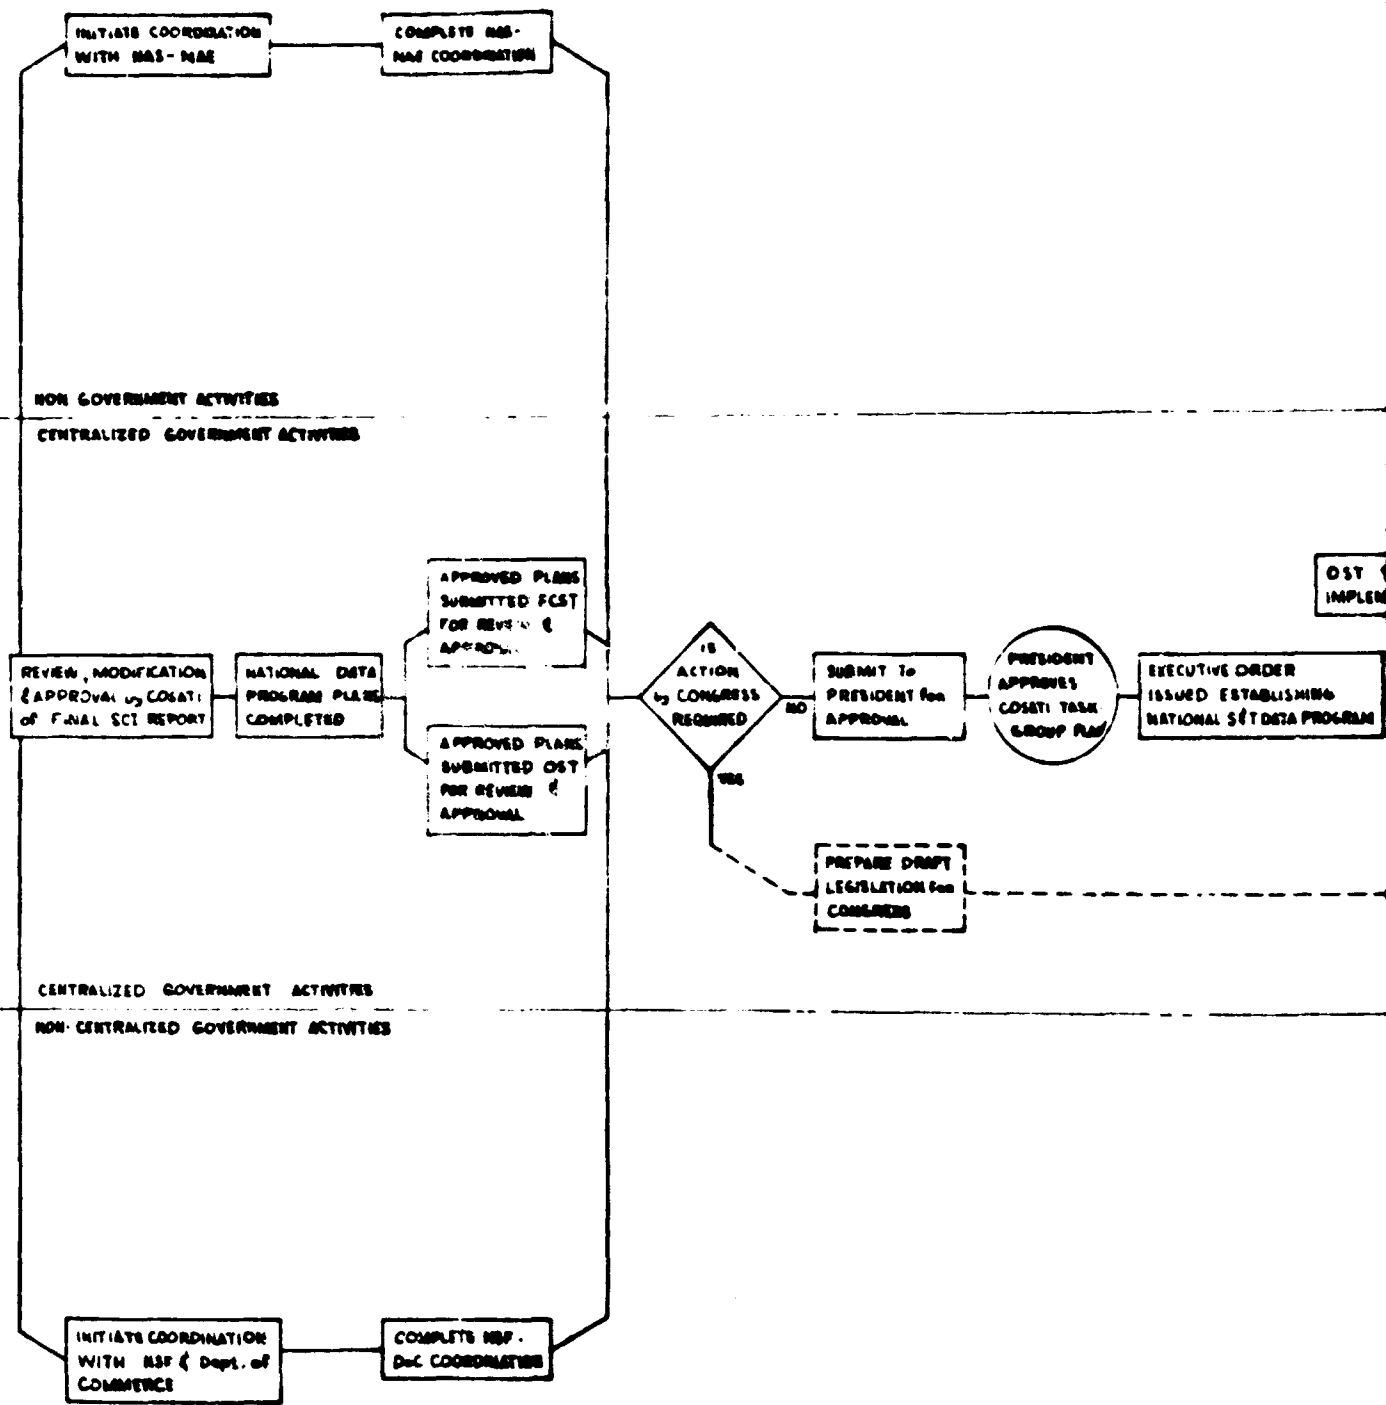 INITIATE COORDINATION
WITH NAS-NAE
COMPLETE NAS-
NAE COORDINATION
NON GOVERNMENT ACTIVITIES
CENTRALIZED GOVERNMENT ACTIVITIES
APPROVED PLANS
SUBMITTED FCST
FOR REVIEW &
APPROVAL
OST
IMPLEM
REVIEW, MODIFICATION
& APPROVAL by COSATI
of FINAL SCI REPORT
NATIONAL DATA
PROGRAM PLANS
COMPLETED
APPROVED PLANS
SUBMITTED OST
FOR REVIEW &
APPROVAL
IS
ACTION
by CONGRESS
REQUIRED
NO
YES
SUBMIT To
PRESIDENT for
APPROVAL
PRESIDENT
APPROVES
COSATI TASK
GROUP PLAN
EXECUTIVE ORDER
ISSUED ESTABLISHING
NATIONAL S&T DATA PROGRAM
PREPARE DRAFT
LEGISLATION for
CONGRESS
CENTRALIZED GOVERNMENT ACTIVITIES
NON-CENTRALIZED GOVERNMENT ACTIVITIES
INITIATE COORDINATION
WITH NSF & Dept. of
COMMERCE
COMPLETE NSF-
DoC COORDINATION